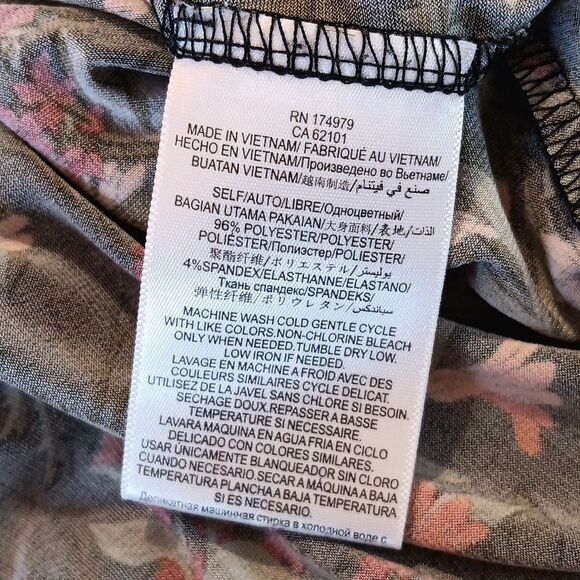 RN 174979
CA 62101
MADE IN VIETNAM/ FABRIQUÉ AU VIETNAM/
HECHO EN VIETNAM/Произведено во Вьетнаме/
BUATAN VIETNAM/越南制造/صنع في فيتنام
SELF/AUTO/LIBRE/Одноцветный/
BAGIAN UTAMA PAKAIAN/大身面料/表地/الذات
96% POLYESTER/POLYESTER/
POLIÉSTER/Полиэстер/POLIESTER/
聚酯纤维/ポリエステル/بوليستر
4%SPANDEX/ELASTHANNE/ELASTANO/
Ткань спандекс/SPANDEKS/
弹性纤维/ポリウレタン/سباندكس
MACHINE WASH COLD GENTLE CYCLE
WITH LIKE COLORS.NON-CHLORINE BLEACH
ONLY WHEN NEEDED.TUMBLE DRY LOW.
LOW IRON IF NEEDED.
LAVAGE EN MACHINE A FROID AVEC DES
COULEURS SIMILAIRES CYCLE DELICAT.
UTILISEZ DE LA JAVEL SANS CHLORE SI BESOIN.
SECHAGE DOUX.REPASSER A BASSE
TEMPERATURE SI NECESSAIRE.
LAVARA MAQUINA EN AGUA FRIA EN CICLO
DELICADO CON COLORES SIMILARES.
USAR ÚNICAMENTE BLANQUEADOR SIN CLORO
CUANDO NECESARIO. SECAR A MÁQUINA A BAJA
TEMPERATURA PLANCHA A BAJA TEMPERATURA
SI ES NECESARIO.
Деликатная машинная стирка в холодной воде с